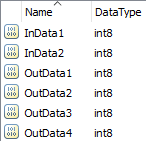 Name DataType
InData1 int8
InData2 int8
OutData1 int8
OutData2 int8
OutData3 int8
OutData4 int8